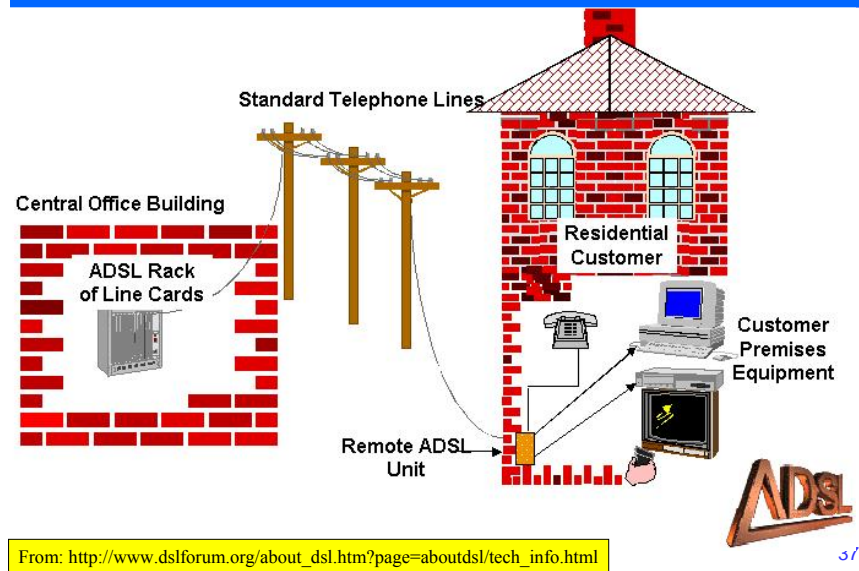 Standard Telephone Lines
Central Office Building
ADSL Rack
of Line Cards
Residential
Customer
Customer
Premises
Equipment
Remote ADSL
Unit
ADSL
From: http://www.dslforum.org/about_dsl.htm?page=aboutdsl/tech_info.html
37